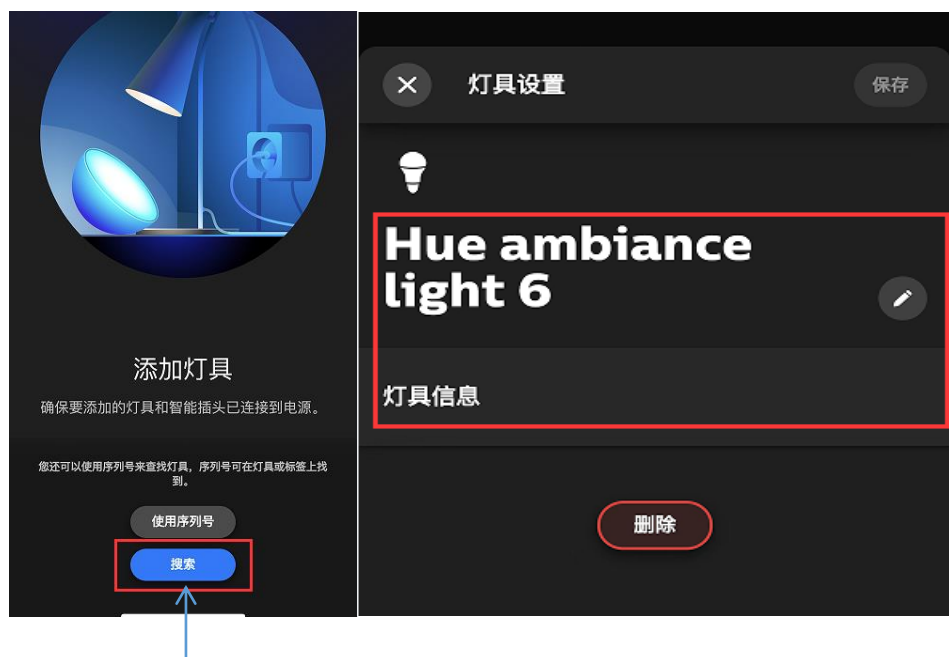 添加灯具
确保要添加的灯具和智能插头已连接到电源。
您还可以使用序列号来查找灯具，序列号可在灯具或标签上找
到。
使用序列号
搜索
灯具设置
保存
Hue ambiance
light 6
灯具信息
删除